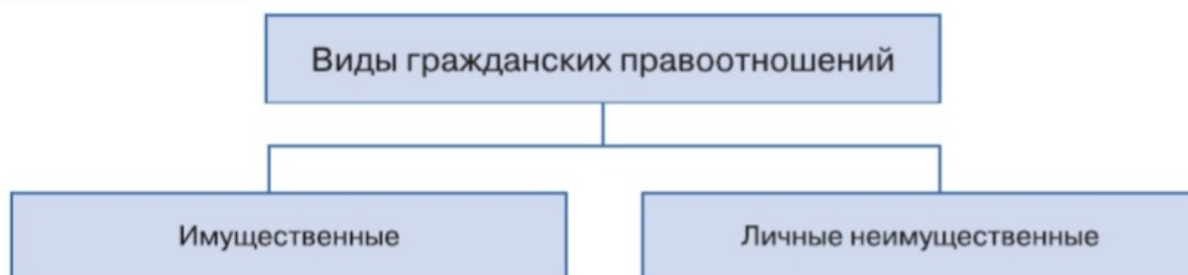 Виды гражданских правоотношений
Имущественные
Личные неимущественные